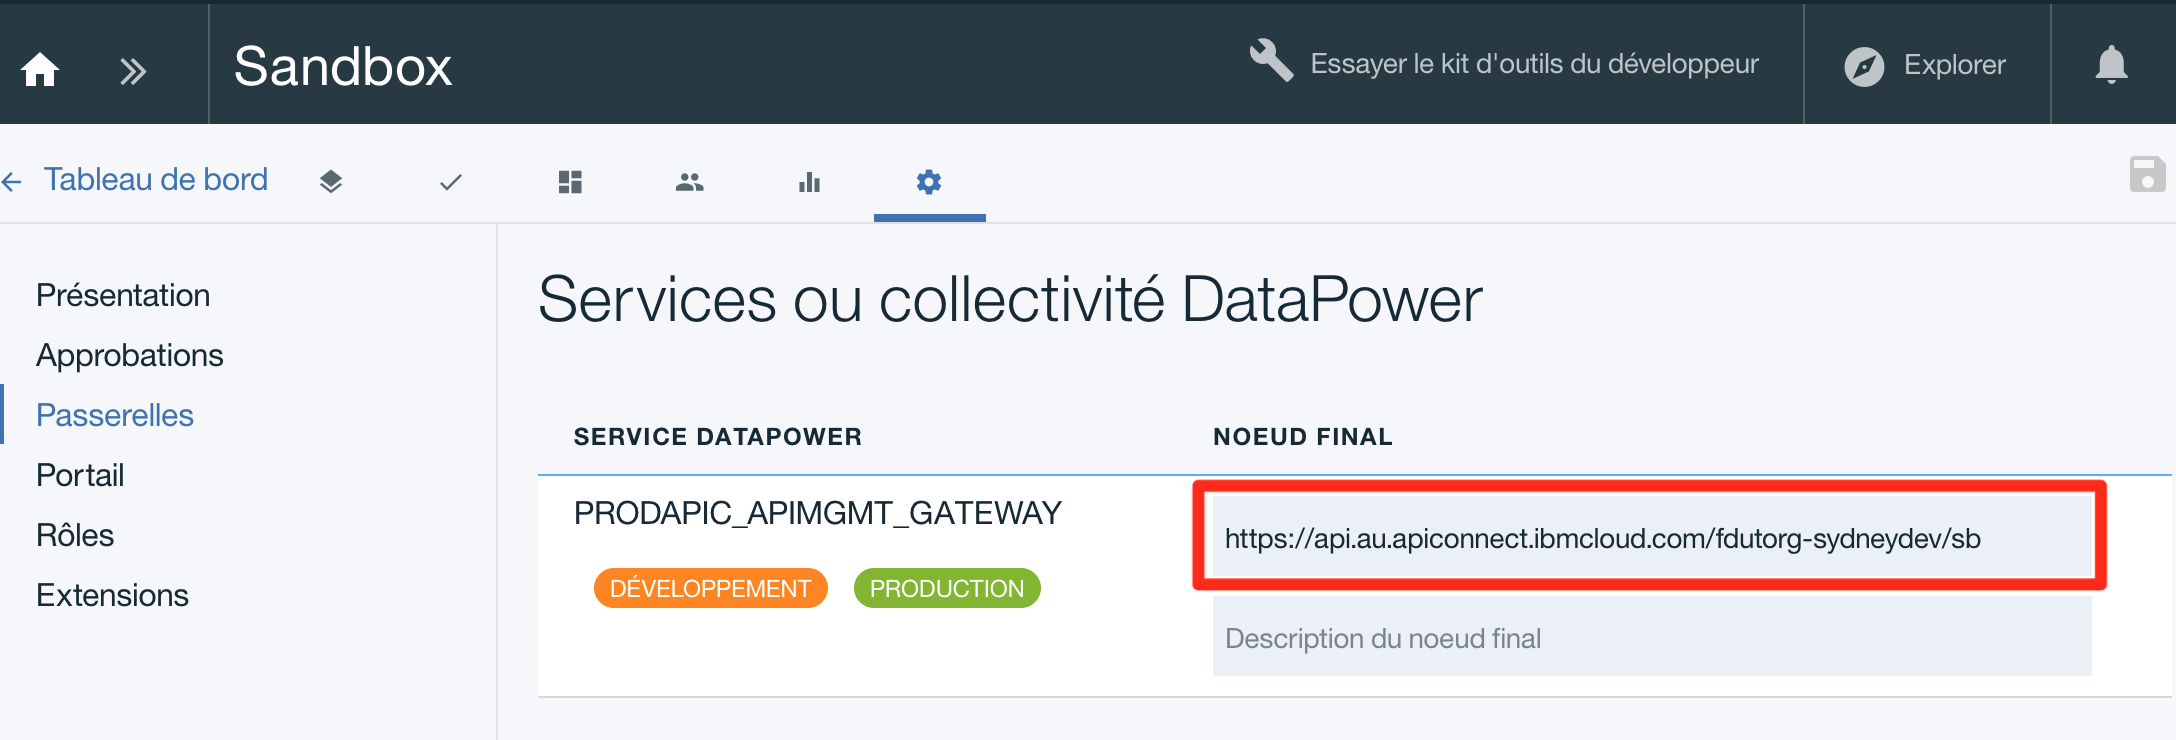 Sandbox
Essayer le kit d'outils du développeur
Explorer
Tableau de bord
Présentation
Approbations
Passerelles
Portail
Rôles
Extensions
Services ou collectivité DataPower
SERVICE DATAPOWER
NOEUD FINAL
PRODAPIC_APIMGMT_GATEWAY
DÉVELOPPEMENT
PRODUCTION
https://api.au.apiconnect.ibmcloud.com/fdutorg-sydneydev/sb
Description du noeud final